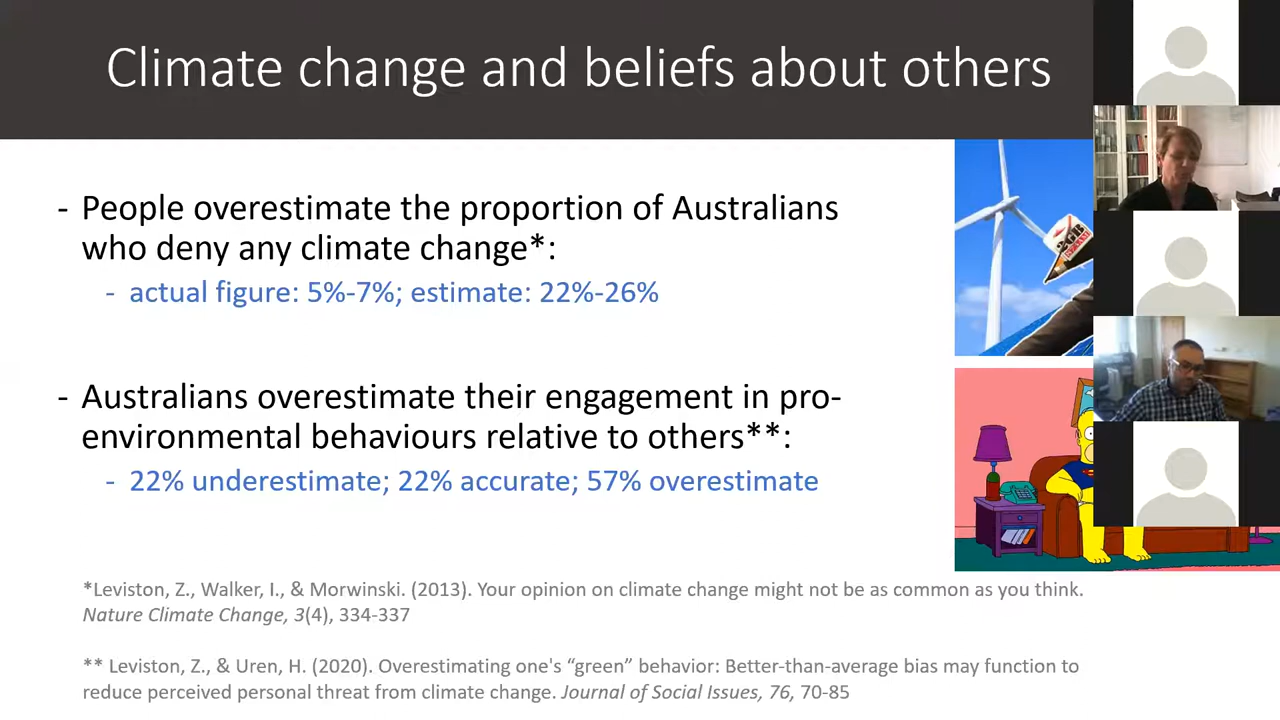 Climate change and beliefs about others
- People overestimate the proportion of Australians
who deny any climate change*:
- actual figure: 5%-7%; estimate: 22%-26%
2GB
- Australians overestimate their engagement in pro-
environmental behaviours relative to others**:
- 22% underestimate; 22% accurate; 57% overestimate
*Leviston, Z., Walker, I., & Morwinski. (2013). Your opinion on climate change might not be as common as you think.
Nature Climate Change, 3(4), 334-337
** Leviston, Z., & Uren, H. (2020). Overestimating one's “green” behavior: Better-than-average bias may function to
reduce perceived personal threat from climate change. Journal of Social Issues, 76, 70-85